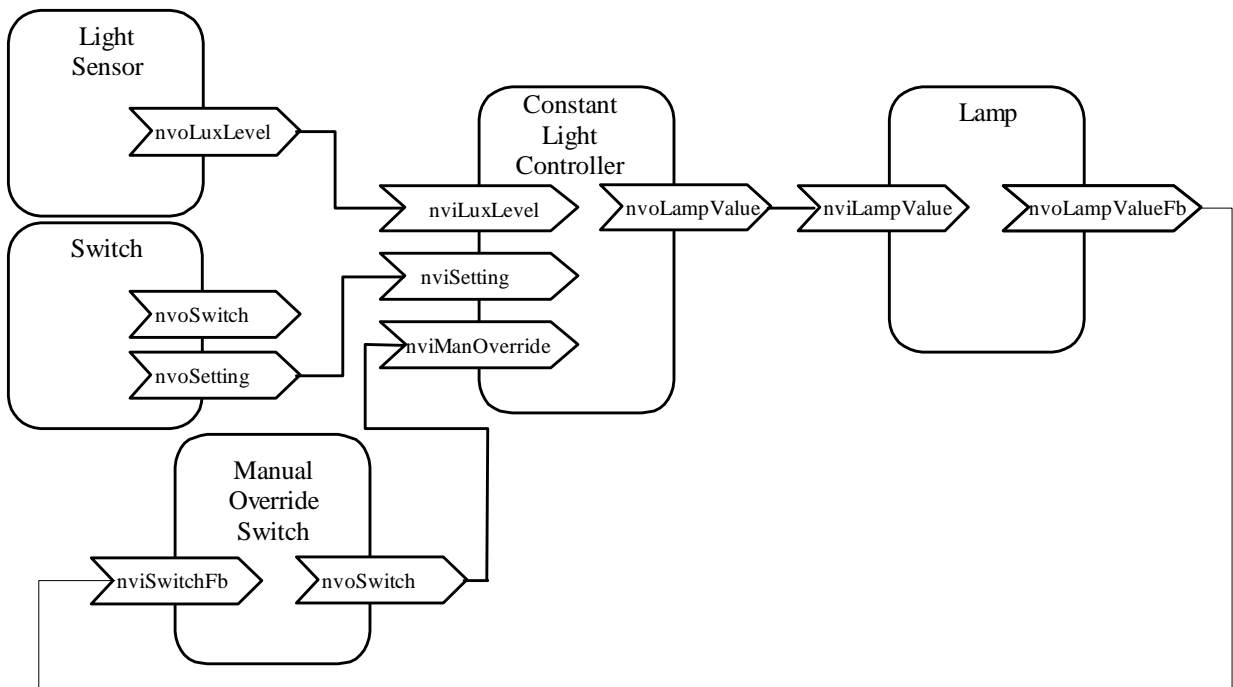 Light
Sensor
nvoLuxLevel
Switch
nvoSwitch
nvoSetting
Constant
Light
Controller
nviLuxLevel
nvoLampValue
nviSetting
nviManOverride
Lamp
nviLampValue
nvoLampValueFb
Manual
Override
Switch
nviSwitchFb
nvoSwitch